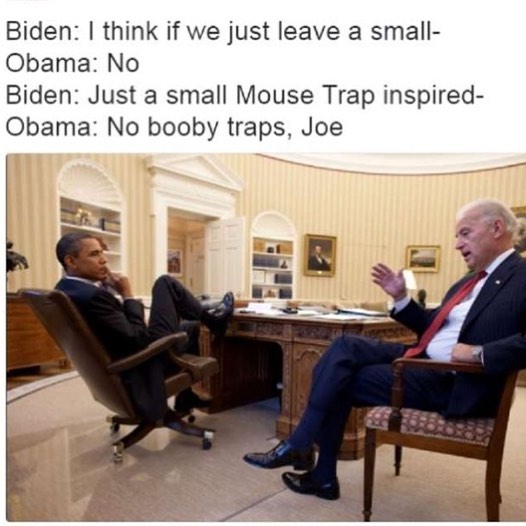 Biden: I think if we just leave a small-
Obama: No
Biden: Just a small Mouse Trap inspired-
Obama: No booby traps, Joe